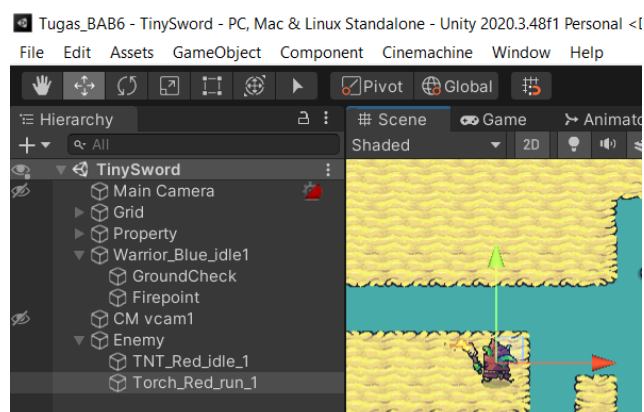 Tugas_BAB6 - TinySword - PC, Mac & Linux Standalone - Unity 2020.3.48f1 Personal <D
File Edit Assets GameObject Component Cinemachine Window Help
Pivot Global
Hierarchy
All
TinySword
Main Camera
Grid
Property
Warrior_Blue_idle1
GroundCheck
Firepoint
CM vcam1
Enemy
TNT_Red_idle_1
Torch_Red_run_1
Scene Game Animato
Shaded 2D